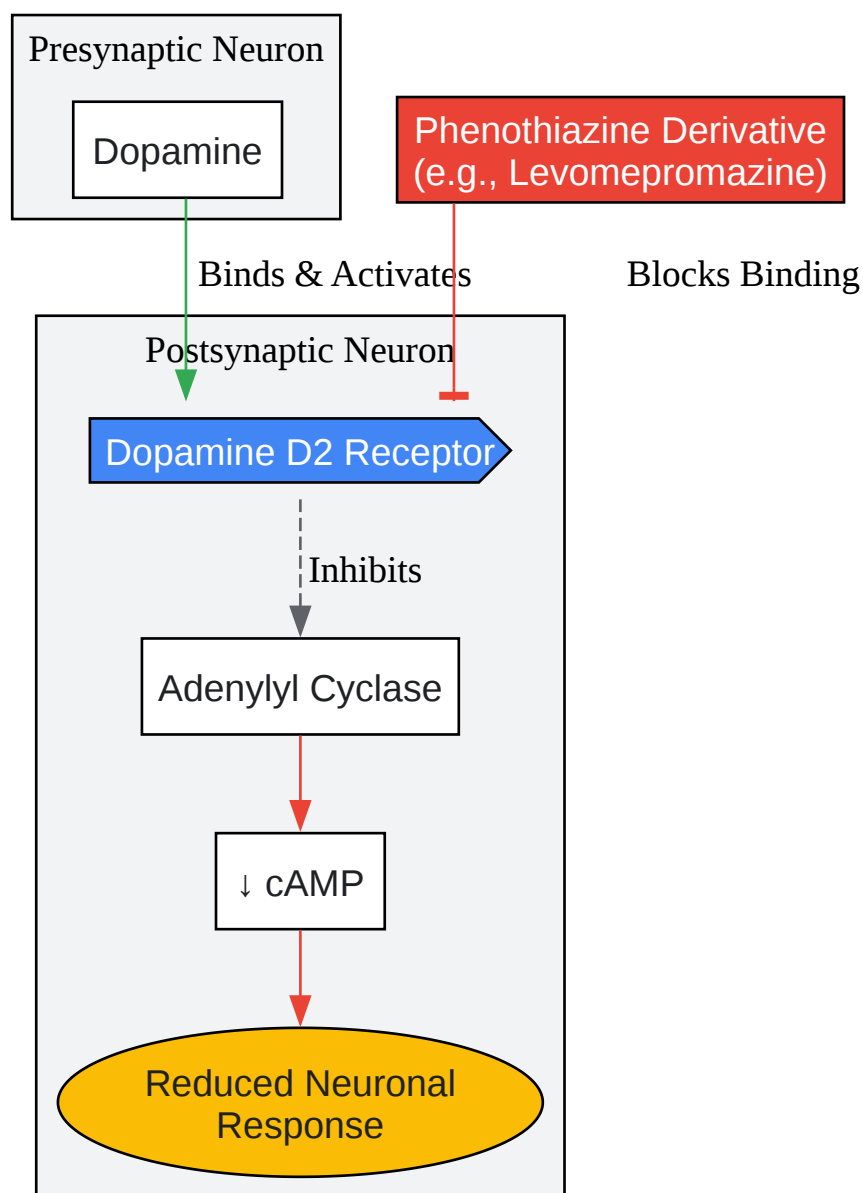 Presynaptic Neuron
Dopamine
Phenothiazine Derivative
(e.g., Levomepromazine)
Binds & Activates
Blocks Binding
Postsynaptic Neuron
Dopamine D2 Receptor
Inhibits
Adenylyl Cyclase
↓ cAMP
Reduced Neuronal
Response